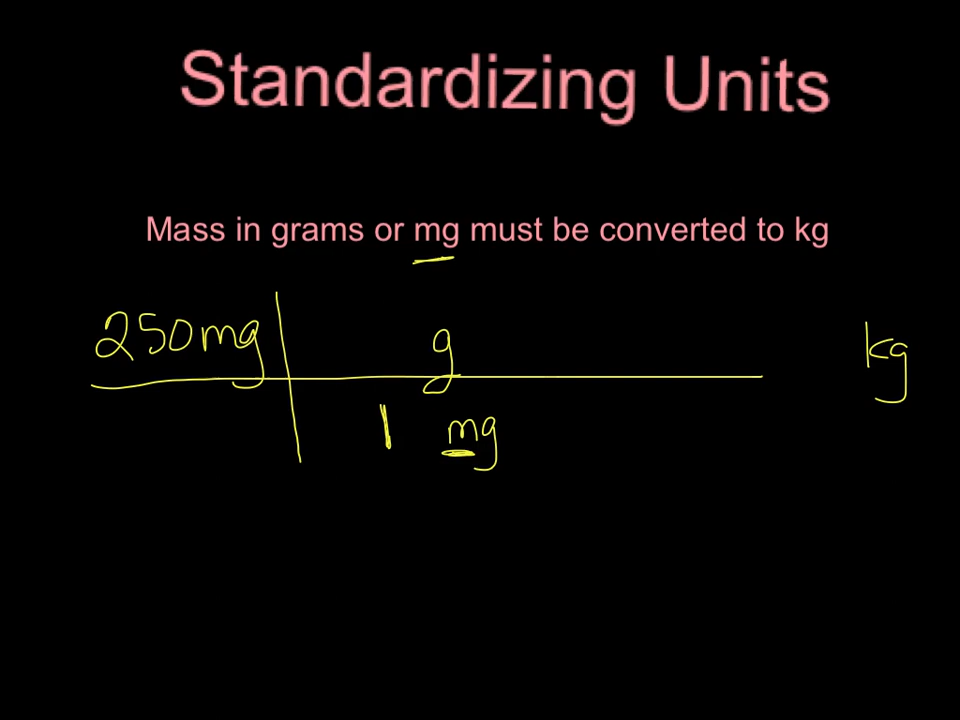 Standardizing Units
Mass in grams or mg must be converted to kg
250mg g kg
1 mg